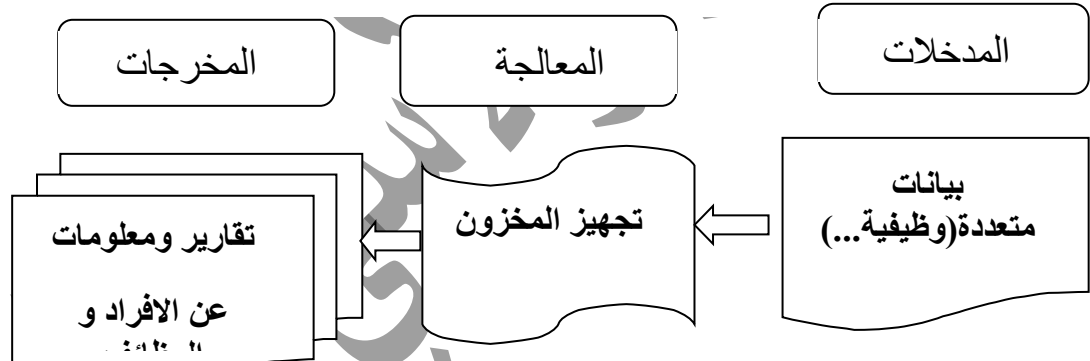 المدخلات
المعالجة
المخرجات
بيانات
متعددة(وظيفية...)
تجهيز المخزون
تقارير ومعلومات
عن الافراد و